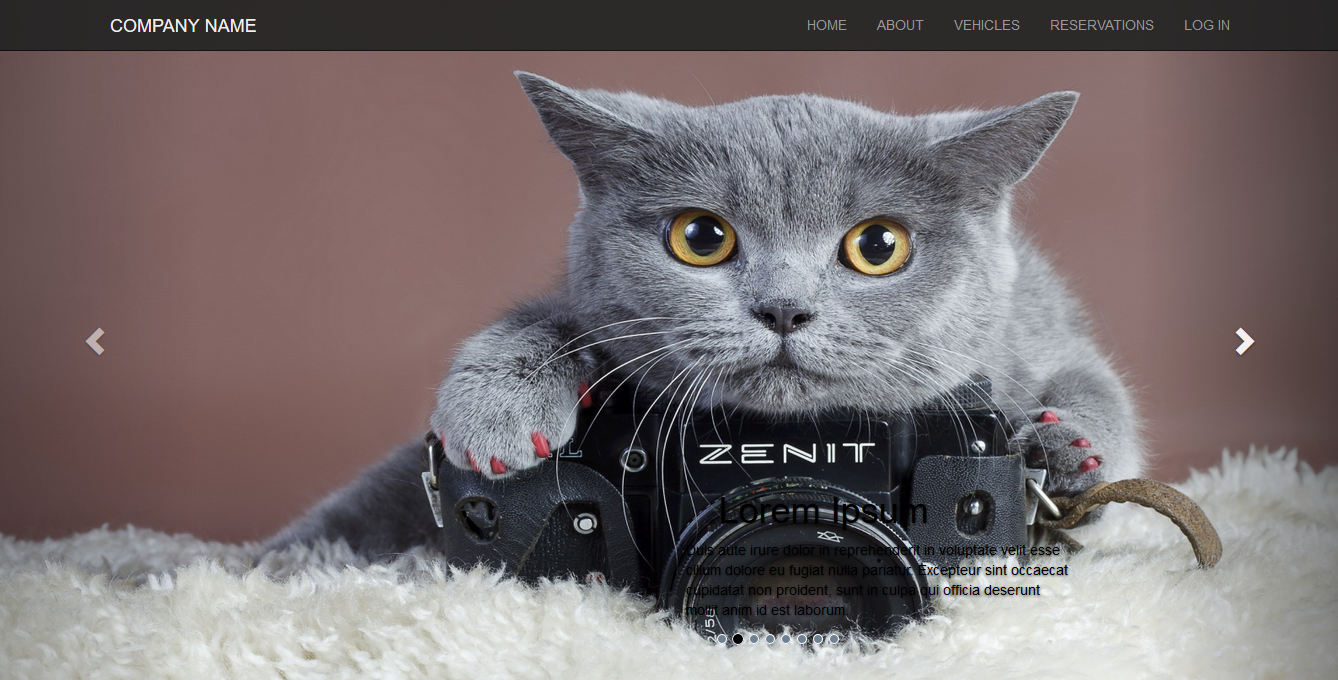 COMPANY NAME
HOME ABOUT VEHICLES RESERVATIONS LOG IN
ZENIT
Lorem Ipsum
Duis aute irure dolor in reprehenderit in voluptate velit esse
cillum dolore eu fugiat nulla pariatur. Excepteur sint occaecat
cupidatat non proident, sunt in culpa qui officia deserunt
mollit anim id est laborum.